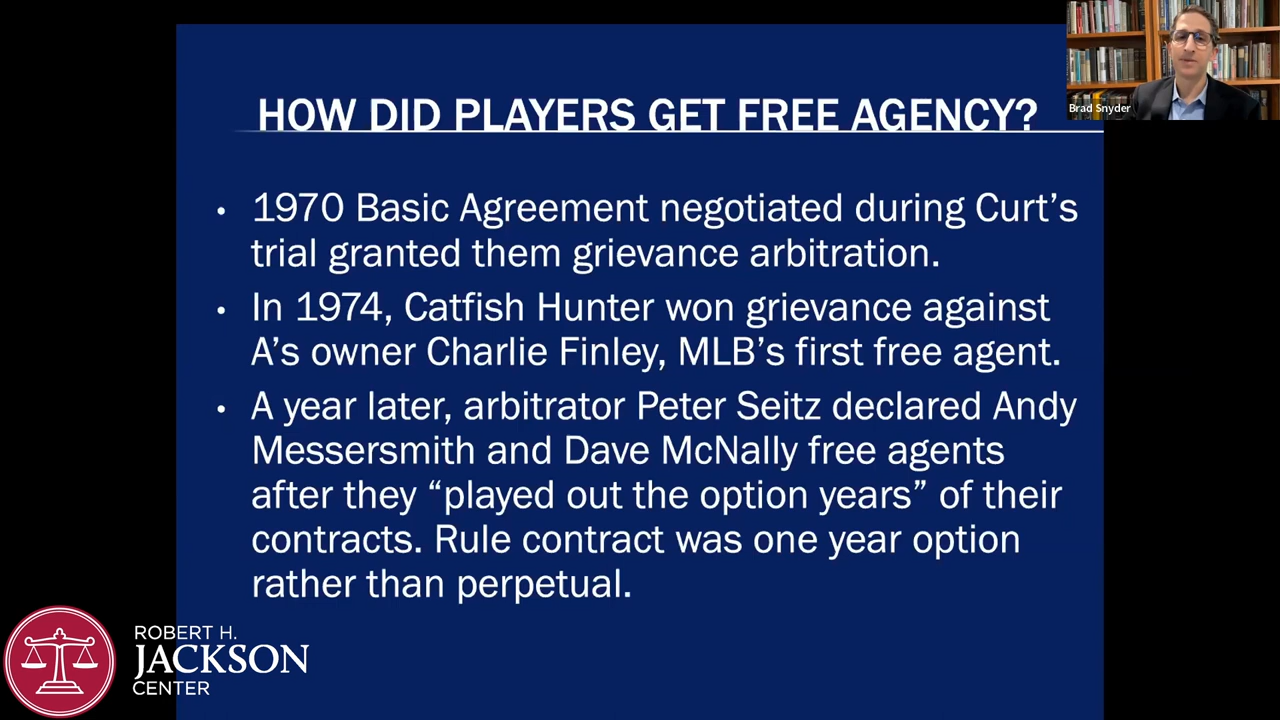 Brad Snyder
HOW DID PLAYERS GET FREE AGENCY?
• 1970 Basic Agreement negotiated during Curt’s
trial granted them grievance arbitration.
• In 1974, Catfish Hunter won grievance against
A’s owner Charlie Finley, MLB’s first free agent.
• A year later, arbitrator Peter Seitz declared Andy
Messersmith and Dave McNally free agents
after they “played out the option years” of their
contracts. Rule contract was one year option
rather than perpetual.
ROBERT H.
JACKSON
CENTER